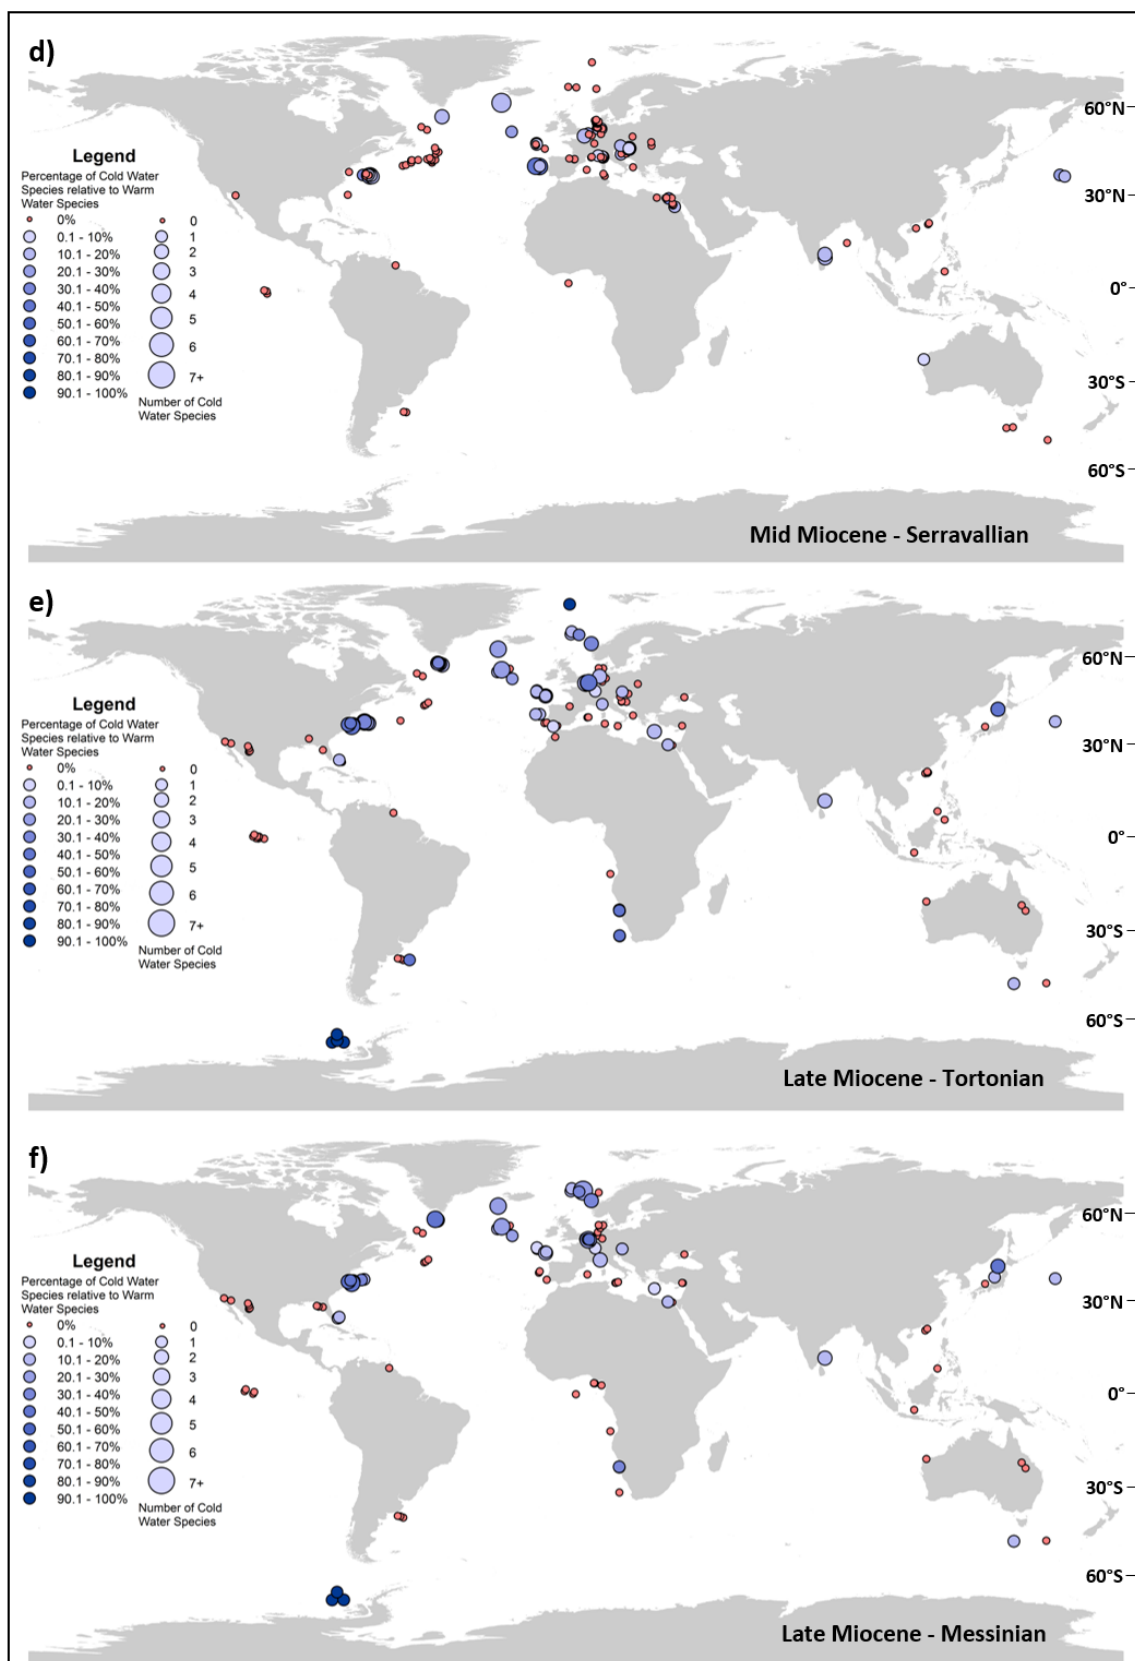 d)
60°N
Legend
Percentage of Cold Water
Species relative to Warm
Water Species
0% 0
0.1 - 10% 1
10.1 - 20% 2
20.1 - 30% 3
30.1 - 40% 4
40.1 - 50% 5
50.1 - 60%
60.1 - 70% 6
70.1 - 80%
80.1 - 90% 7+
90.1 - 100%
Number of Cold
Water Species
30°N
0°
30°S
60°S
Mid Miocene - Serravallian
e)
60°N
Legend
Percentage of Cold Water
Species relative to Warm
Water Species
0% 0
0.1 - 10% 1
10.1 - 20% 2
20.1 - 30% 3
30.1 - 40% 4
40.1 - 50% 5
50.1 - 60%
60.1 - 70% 6
70.1 - 80%
80.1 - 90% 7+
90.1 - 100%
Number of Cold
Water Species
30°N
0°
30°S
60°S
Late Miocene - Tortonian
f)
60°N
Legend
Percentage of Cold Water
Species relative to Warm
Water Species
0% 0
0.1 - 10% 1
10.1 - 20% 2
20.1 - 30% 3
30.1 - 40% 4
40.1 - 50% 5
50.1 - 60%
60.1 - 70% 6
70.1 - 80%
80.1 - 90% 7+
90.1 - 100%
Number of Cold
Water Species
30°N
0°
30°S
60°S
Late Miocene - Messinian